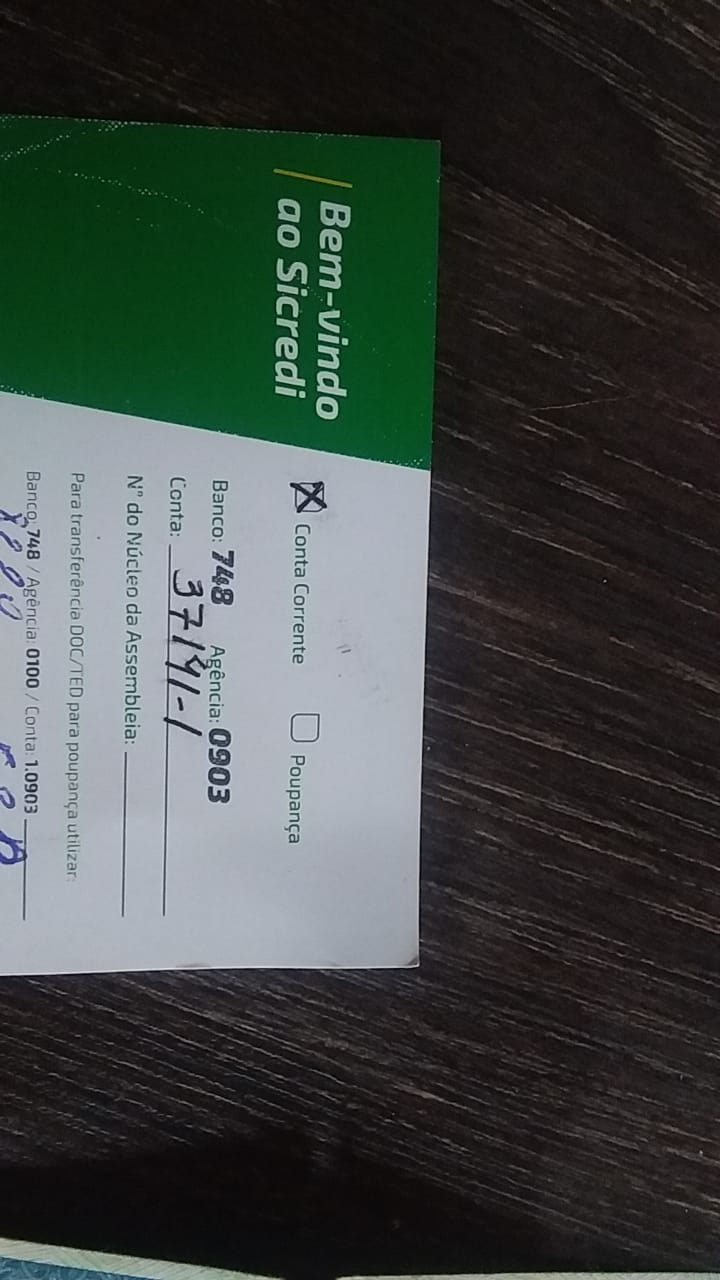 Bem-vindo
ao Sicredi
☒ Conta Corrente ☐ Poupança
Banco: 748 Agência: 0903
Conta: 37191-1
Nº do Núcleo da Assembleia:
Para transferência DOC/TED para poupança utilizar:
Banco: 748 / Agência: 0100 / Conta: 1.0903